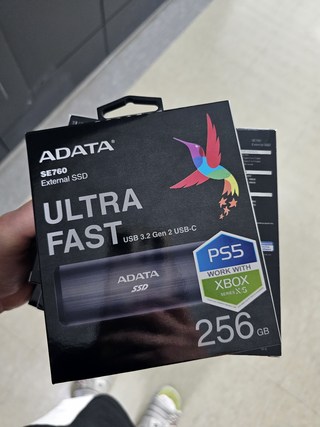 ADATA®
SE760
External SSD
ULTRA
FAST USB 3.2 Gen 2 USB-C
ADATA
SSD
PS5
WORK WITH
XBOX
SERIES X|S
256 GB